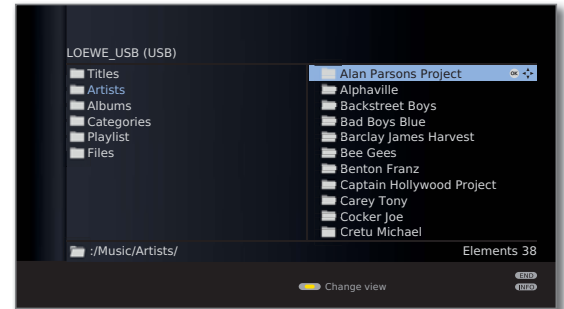 LOEWE_USB (USB)
Titles
Artists
Albums
Categories
Playlist
Files
Alan Parsons Project OK
Alphaville
Backstreet Boys
Bad Boys Blue
Barclay James Harvest
Bee Gees
Benton Franz
Captain Hollywood Project
Carey Tony
Cocker Joe
Cretu Michael
:/Music/Artists/ Elements 38
END
Change view INFO